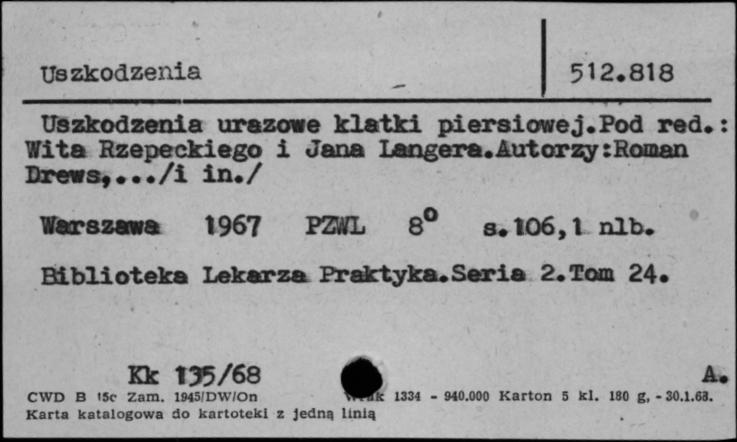 Uszkodzenia 512.818
Uszkodzenia urazowe klatki piersiowej.Pod red.:
Wita Rzepeckiego i Jana Langera.Autorzy:Roman
Drews,.../i in./
Warszawa 1967 PZWL 8° s.106,1 nlb.
Biblioteka Lekarza Praktyka.Seria 2.Tom 24.
Kk 135/68 A.
CWD B 15c Zam. 1945/DW/On 1334 - 940.000 Karton 5 kl. 180 g, - 30.1.68.
Karta katalogowa do kartoteki z jedną linią